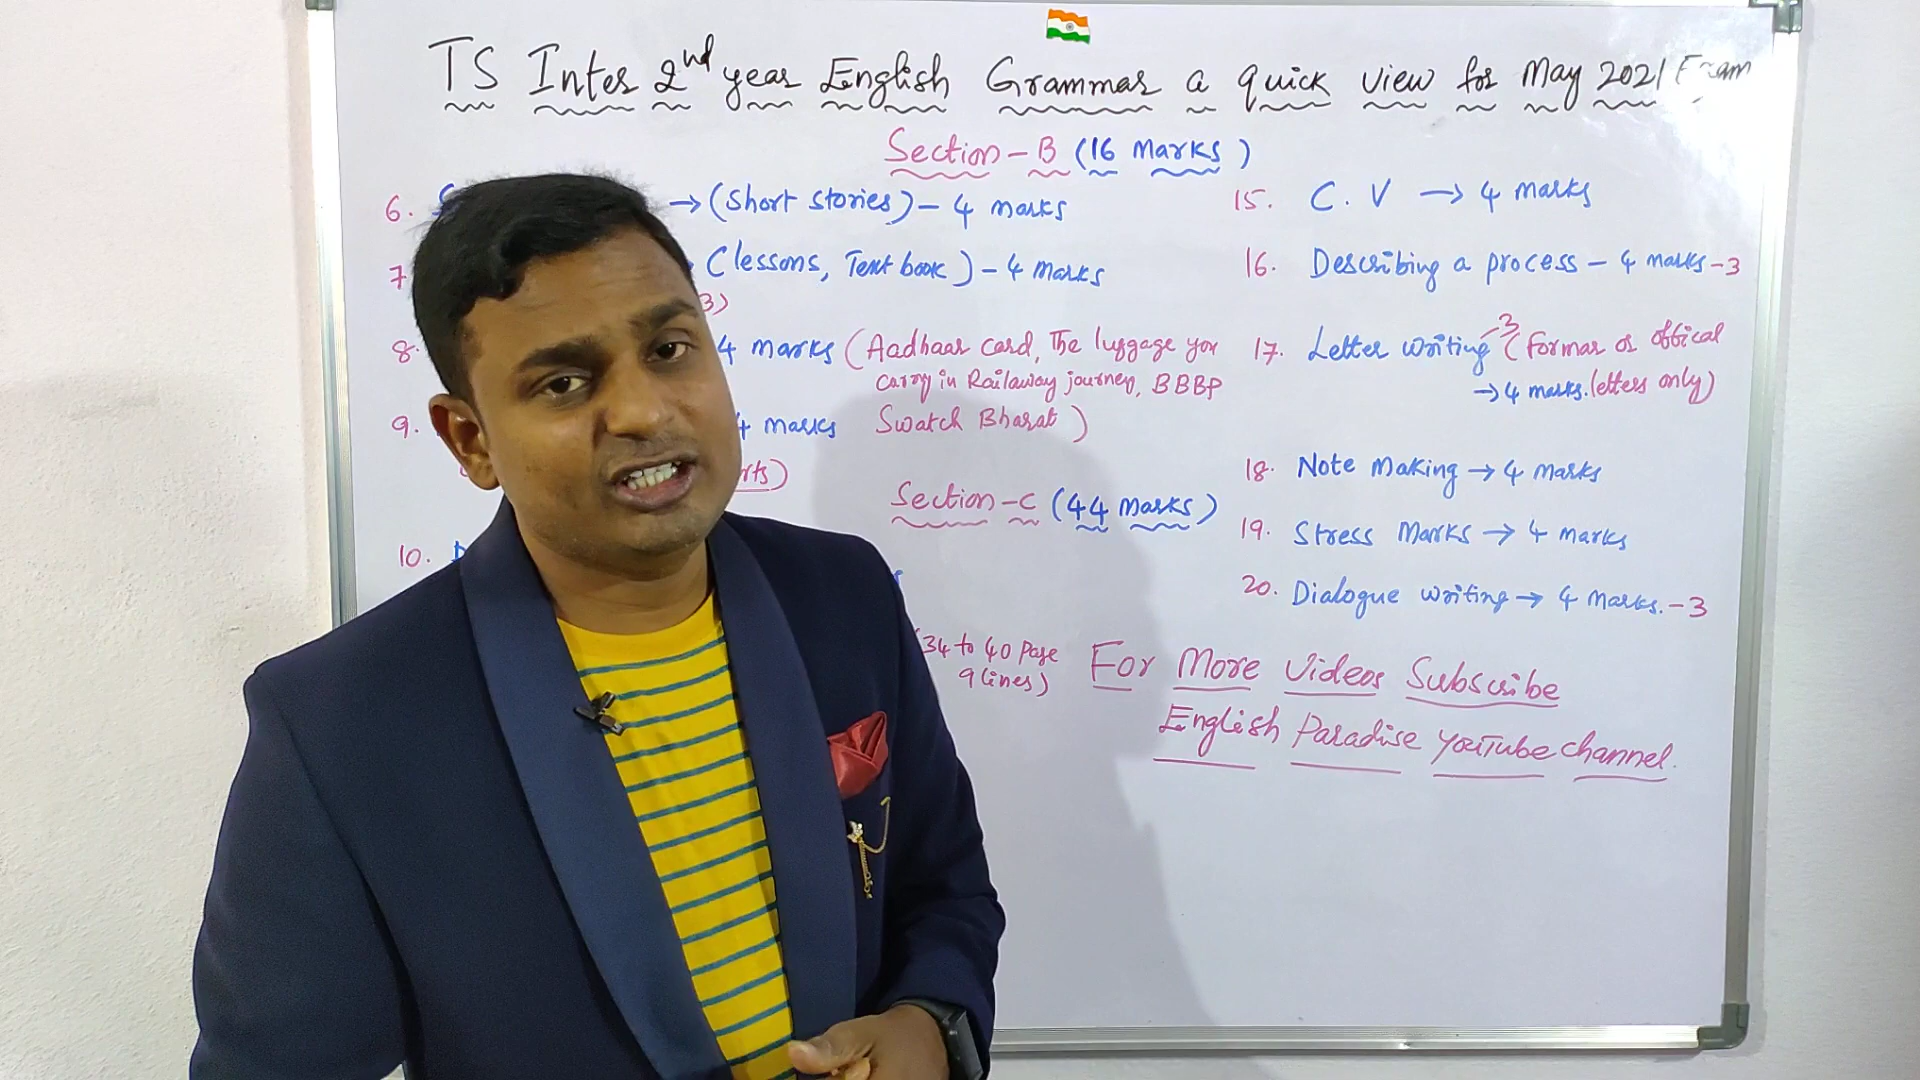 TS Inter 2nd year English Grammar a quick view for May 2021 Exam
Section-B (16 Marks)
6. → (Short stories) - 4 marks
7 (lessons, Text book) - 4 marks
3)
8. 4 marks (Aadhaar card, The luggage you
carry in Railaway journey, BBBP
9. 4 marks Swatch Bharat)
rts)
Section-C (44 Marks)
10.
(34 to 40 Page
9 lines)
15. C.V → 4 marks
16. Describing a process - 4 marks-3
17. Letter writing-3 (Formar or offical
→ 4 marks. letters only)
18. Note Making → 4 marks
19. Stress Marks → 4 marks
20. Dialogue writing → 4 marks.-3
For More Videos Subscribe
English Paradise YouTube channel.